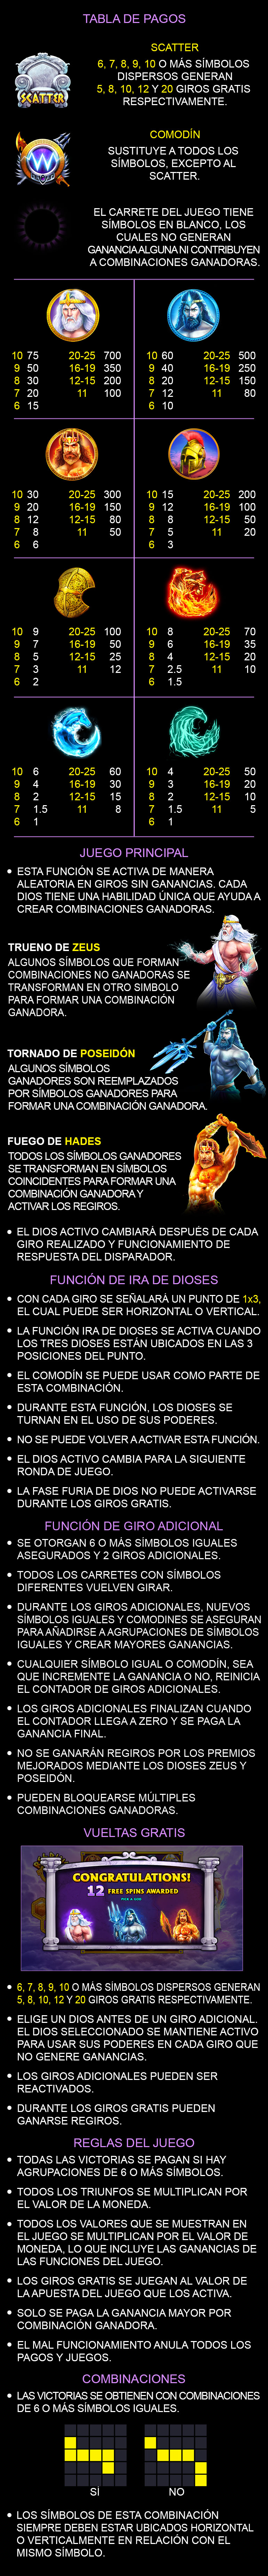 TABLA DE PAGOS
SCATTER
6, 7, 8, 9, 10 O MÁS SÍMBOLOS
DISPERSOS GENERAN
5, 8, 10, 12 Y 20 GIROS GRATIS
RESPECTIVAMENTE.
SCATTER
COMODÍN
SUSTITUYE A TODOS LOS
SÍMBOLOS, EXCEPTO AL
SCATTER.
W
EL CARRETE DEL JUEGO TIENE
SÍMBOLOS EN BLANCO, LOS
CUALES NO GENERAN
GANANCIA ALGUNA NI CONTRIBUYEN
A COMBINACIONES GANADORAS.
10 75 20-25 700
9 50 16-19 350
8 30 12-15 200
7 20 11 100
6 15
10 60 20-25 500
9 40 16-19 250
8 20 12-15 150
7 12 11 80
6 10
10 30 20-25 300
9 20 16-19 150
8 12 12-15 80
7 8 11 50
6 6
10 15 20-25 200
9 12 16-19 100
8 8 12-15 50
7 5 11 20
6 3
10 9 20-25 100
9 7 16-19 50
8 5 12-15 25
7 3 11 12
6 2
10 8 20-25 70
9 6 16-19 35
8 4 12-15 20
7 2.5 11 10
6 1.5
10 6 20-25 60
9 4 16-19 30
8 2 12-15 15
7 1.5 11 8
6 1
10 4 20-25 50
9 3 16-19 20
8 2 12-15 10
7 1.5 11 5
6 1
JUEGO PRINCIPAL
• ESTA FUNCIÓN SE ACTIVA DE MANERA
ALEATORIA EN GIROS SIN GANANCIAS. CADA
DIOS TIENE UNA HABILIDAD ÚNICA QUE AYUDA A
CREAR COMBINACIONES GANADORAS.
TRUENO DE ZEUS
ALGUNOS SÍMBOLOS QUE FORMAN
COMBINACIONES NO GANADORAS SE
TRANSFORMAN EN OTRO SIMBOLO
PARA FORMAR UNA COMBINACIÓN
GANADORA.
TORNADO DE POSEIDÓN
ALGUNOS SÍMBOLOS
GANADORES SON REEMPLAZADOS
POR SÍMBOLOS GANADORES PARA
FORMAR UNA COMBINACIÓN GANADORA.
FUEGO DE HADES
TODOS LOS SÍMBOLOS GANADORES
SE TRANSFORMAN EN SÍMBOLOS
COINCIDENTES PARA FORMAR UNA
COMBINACIÓN GANADORA Y
ACTIVAR LOS REGIROS.
• EL DIOS ACTIVO CAMBIARÁ DESPUÉS DE CADA
GIRO REALIZADO Y FUNCIONAMIENTO DE
RESPUESTA DEL DISPARADOR.
FUNCIÓN DE IRA DE DIOSES
• CON CADA GIRO SE SEÑALARÁ UN PUNTO DE 1x3,
EL CUAL PUEDE SER HORIZONTAL O VERTICAL.
• LA FUNCIÓN IRA DE DIOSES SE ACTIVA CUANDO
LOS TRES DIOSES ESTÁN UBICADOS EN LAS 3
POSICIONES DEL PUNTO.
• EL COMODÍN SE PUEDE USAR COMO PARTE DE
ESTA COMBINACIÓN.
• DURANTE ESTA FUNCIÓN, LOS DIOSES SE
TURNAN EN EL USO DE SUS PODERES.
• NO SE PUEDE VOLVER A ACTIVAR ESTA FUNCIÓN.
• EL DIOS ACTIVO CAMBIA PARA LA SIGUIENTE
RONDA DE JUEGO.
• LA FASE FURIA DE DIOS NO PUEDE ACTIVARSE
DURANTE LOS GIROS GRATIS.
FUNCIÓN DE GIRO ADICIONAL
• SE OTORGAN 6 O MÁS SÍMBOLOS IGUALES
ASEGURADOS Y 2 GIROS ADICIONALES.
• TODOS LOS CARRETES CON SÍMBOLOS
DIFERENTES VUELVEN GIRAR.
• DURANTE LOS GIROS ADICIONALES, NUEVOS
SÍMBOLOS IGUALES Y COMODINES SE ASEGURAN
PARA AÑADIRSE A AGRUPACIONES DE SÍMBOLOS
IGUALES Y CREAR MAYORES GANANCIAS.
• CUALQUIER SÍMBOLO IGUAL O COMODÍN, SEA
QUE INCREMENTE LA GANANCIA O NO, REINICIA
EL CONTADOR DE GIROS ADICIONALES.
• LOS GIROS ADICIONALES FINALIZAN CUANDO
EL CONTADOR LLEGA A ZERO Y SE PAGA LA
GANANCIA FINAL.
• NO SE GANARÁN REGIROS POR LOS PREMIOS
MEJORADOS MEDIANTE LOS DIOSES ZEUS Y
POSEIDÓN.
• PUEDEN BLOQUEARSE MÚLTIPLES
COMBINACIONES GANADORAS.
VUELTAS GRATIS
CONGRATULATIONS!
12 FREE SPINS AWARDED
PICK A GOD!
• 6, 7, 8, 9, 10 O MÁS SÍMBOLOS DISPERSOS GENERAN
5, 8, 10, 12 Y 20 GIROS GRATIS RESPECTIVAMENTE.
• ELIGE UN DIOS ANTES DE UN GIRO ADICIONAL.
EL DIOS SELECCIONADO SE MANTIENE ACTIVO
PARA USAR SUS PODERES EN CADA GIRO QUE
NO GENERE GANANCIAS.
• LOS GIROS ADICIONALES PUEDEN SER
REACTIVADOS.
• DURANTE LOS GIROS GRATIS PUEDEN
GANARSE REGIROS.
REGLAS DEL JUEGO
• TODAS LAS VICTORIAS SE PAGAN SI HAY
AGRUPACIONES DE 6 O MÁS SÍMBOLOS.
• TODOS LOS TRIUNFOS SE MULTIPLICAN POR
EL VALOR DE LA MONEDA.
• TODOS LOS VALORES QUE SE MUESTRAN EN
EL JUEGO SE MULTIPLICAN POR EL VALOR DE
MONEDA, LO QUE INCLUYE LAS GANANCIAS DE
LAS FUNCIONES DEL JUEGO.
• LOS GIROS GRATIS SE JUEGAN AL VALOR DE
LA APUESTA DEL JUEGO QUE LOS ACTIVA.
• SOLO SE PAGA LA GANANCIA MAYOR POR
COMBINACIÓN GANADORA.
• EL MAL FUNCIONAMIENTO ANULA TODOS LOS
PAGOS Y JUEGOS.
COMBINACIONES
• LAS VICTORIAS SE OBTIENEN CON COMBINACIONES
DE 6 O MÁS SÍMBOLOS IGUALES.
SÍ NO
• LOS SÍMBOLOS DE ESTA COMBINACIÓN
SIEMPRE DEBEN ESTAR UBICADOS HORIZONTAL
O VERTICALMENTE EN RELACIÓN CON EL
MISMO SÍMBOLO.